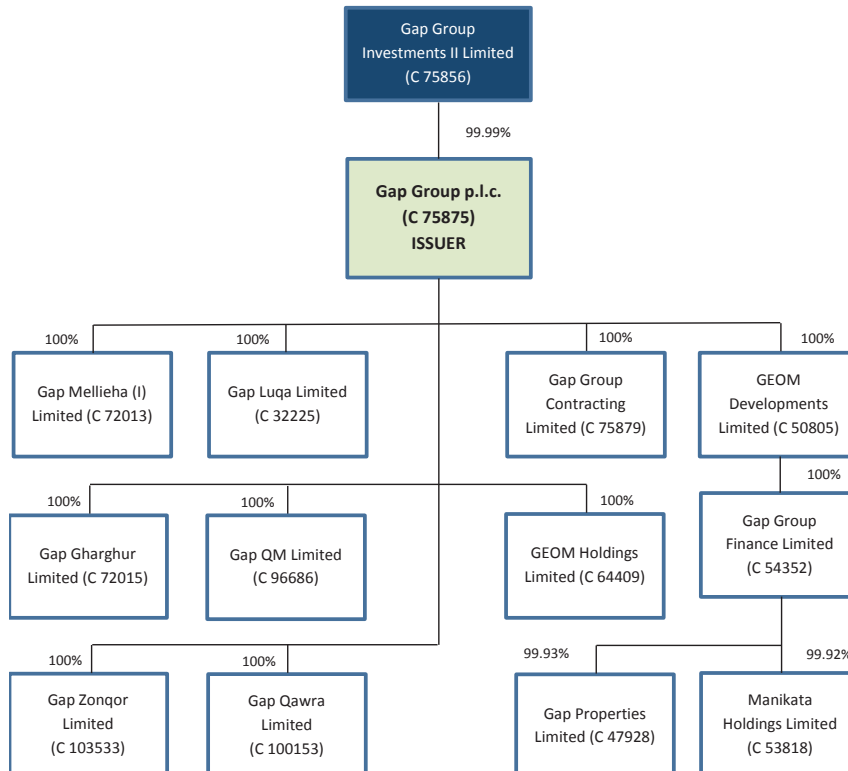 Gap Group
Investments II Limited
(C 75856)
99.99%
Gap Group p.l.c.
(C 75875)
ISSUER
100%
100%
100%
100%
Gap Mellieha (I)
Limited (C 72013)
Gap Luqa Limited
(C 32225)
Gap Group
Contracting
Limited (C 75879)
GEOM
Developments
Limited (C 50805)
100%
100%
100%
100%
Gap Gharghur
Limited (C 72015)
Gap QM Limited
(C 96686)
GEOM Holdings
Limited (C 64409)
Gap Group
Finance Limited
(C 54352)
100%
100%
99.93%
99.92%
Gap Zonqor
Limited
(C 103533)
Gap Qawra
Limited
(C 100153)
Gap Properties
Limited (C 47928)
Manikata
Holdings Limited
(C 53818)